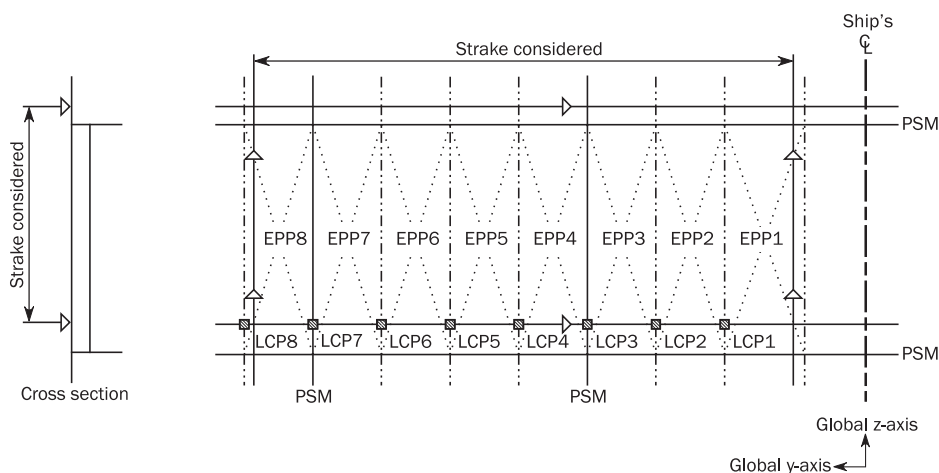 Ship's
℄
Strake considered
PSM
Strake considered
EPP8 EPP7 EPP6 EPP5 EPP4 EPP3 EPP2 EPP1
LCP8 LCP7 LCP6 LCP5 LCP4 LCP3 LCP2 LCP1
PSM
Cross section
PSM
PSM
Global z-axis
Global y-axis